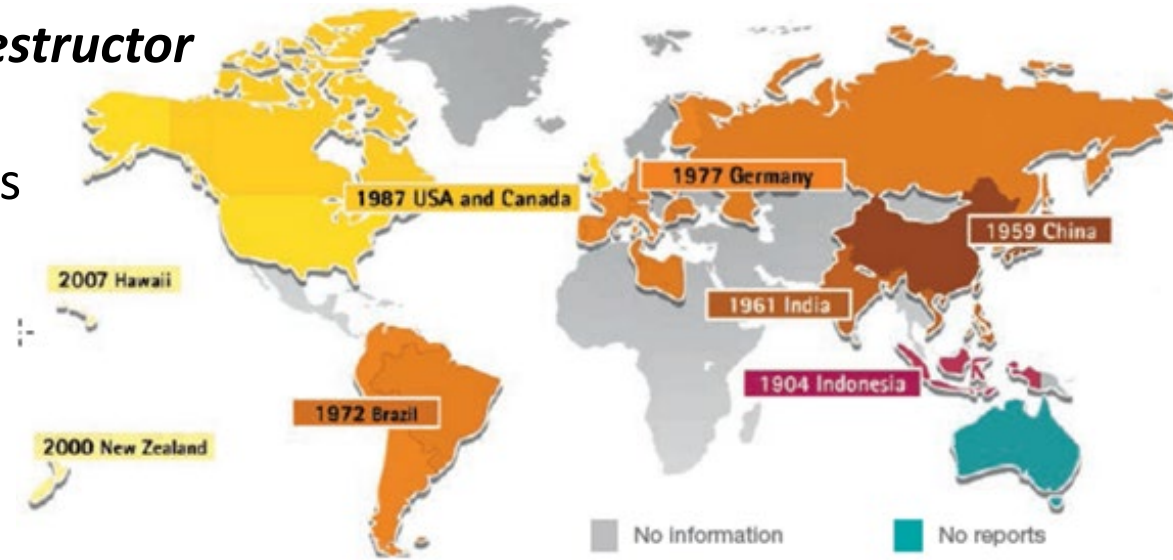 estructor
s
1987 USA and Canada
1977 Germany
1959 China
2007 Hawaii
1961 India
1904 Indonesia
1972 Brazil
2000 New Zealand
No information
No reports